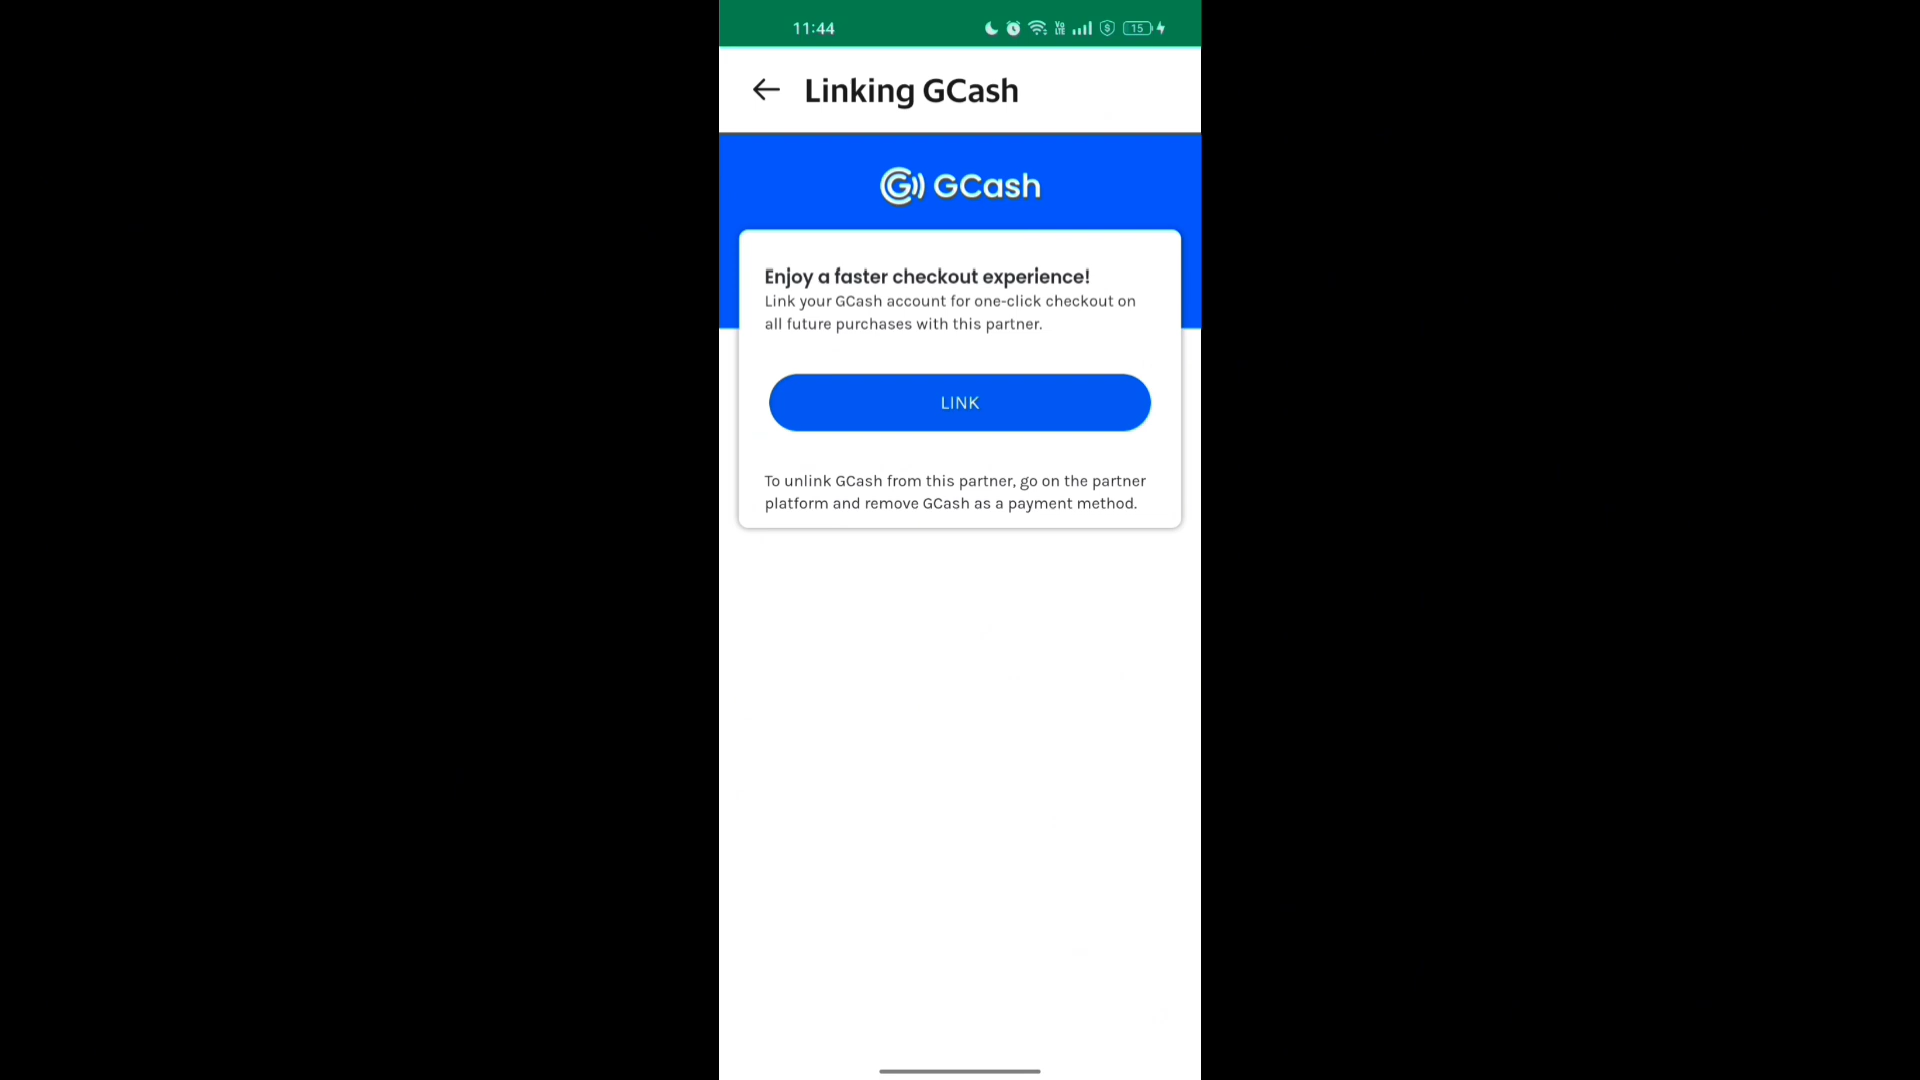 11:44
Vo
LTE
15
Linking GCash
GCash
Enjoy a faster checkout experience!
Link your GCash account for one-click checkout on
all future purchases with this partner.
LINK
To unlink GCash from this partner, go on the partner
platform and remove GCash as a payment method.